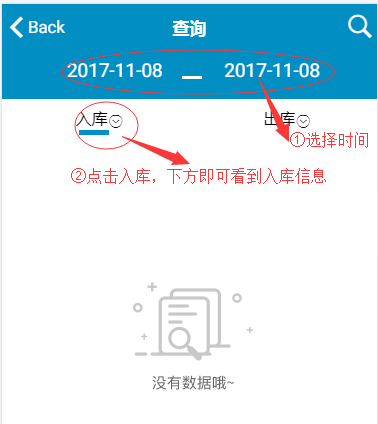 Back 查询
2017-11-08 — 2017-11-08
入库 出库
①选择时间
②点击入库，下方即可看到入库信息
没有数据哦~